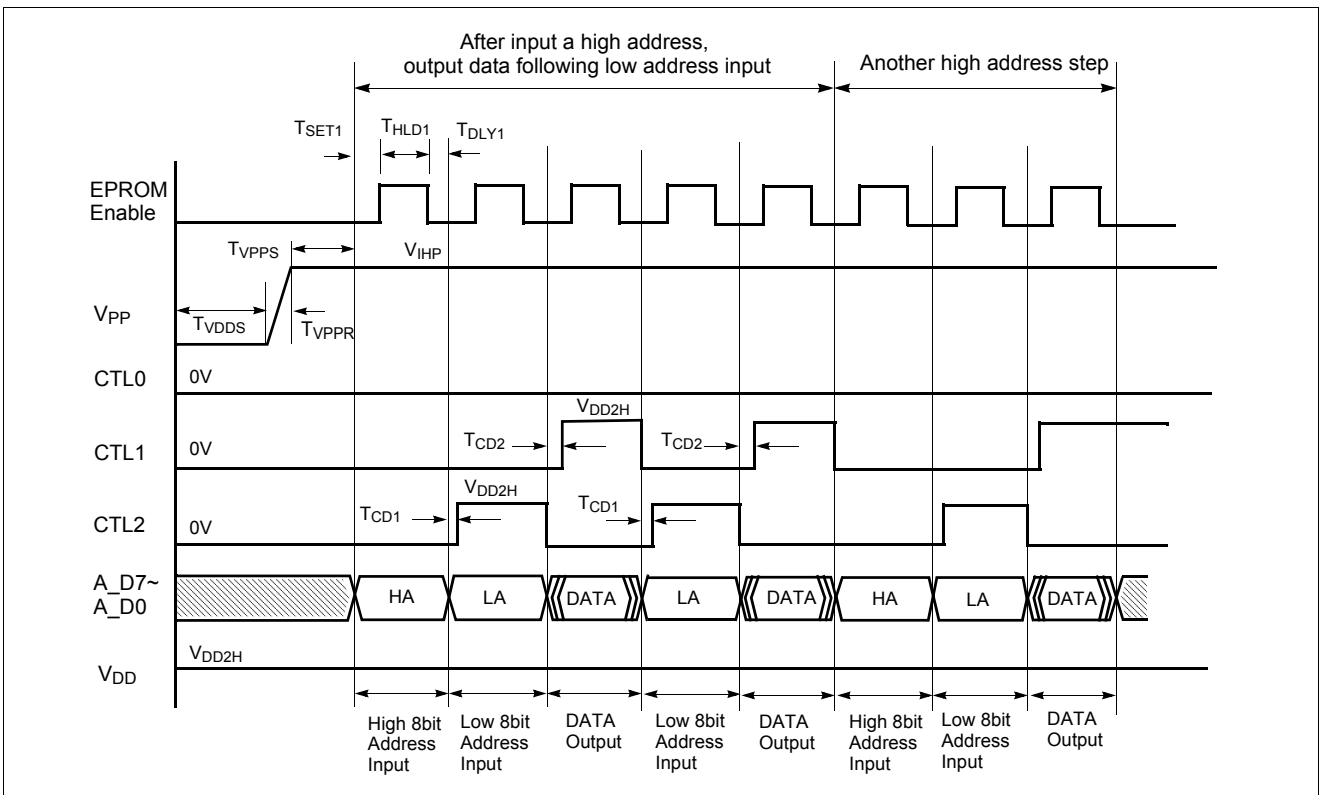 After input a high address,
output data following low address input
Another high address step
TSET1
THLD1
TDLY1
EPROM
Enable
TVPPS
VIHP
VPP
TVDDS
TVPPR
CTL0
0V
VDD2H
CTL1
0V
TCD2
TCD2
VDD2H
CTL2
0V
TCD1
TCD1
A_D7~
A_D0
HA
LA
DATA
LA
DATA
HA
LA
DATA
VDD
VDD2H
High 8bit
Address
Input
Low 8bit
Address
Input
DATA
Output
Low 8bit
Address
Input
DATA
Output
High 8bit
Address
Input
Low 8bit
Address
Input
DATA
Output